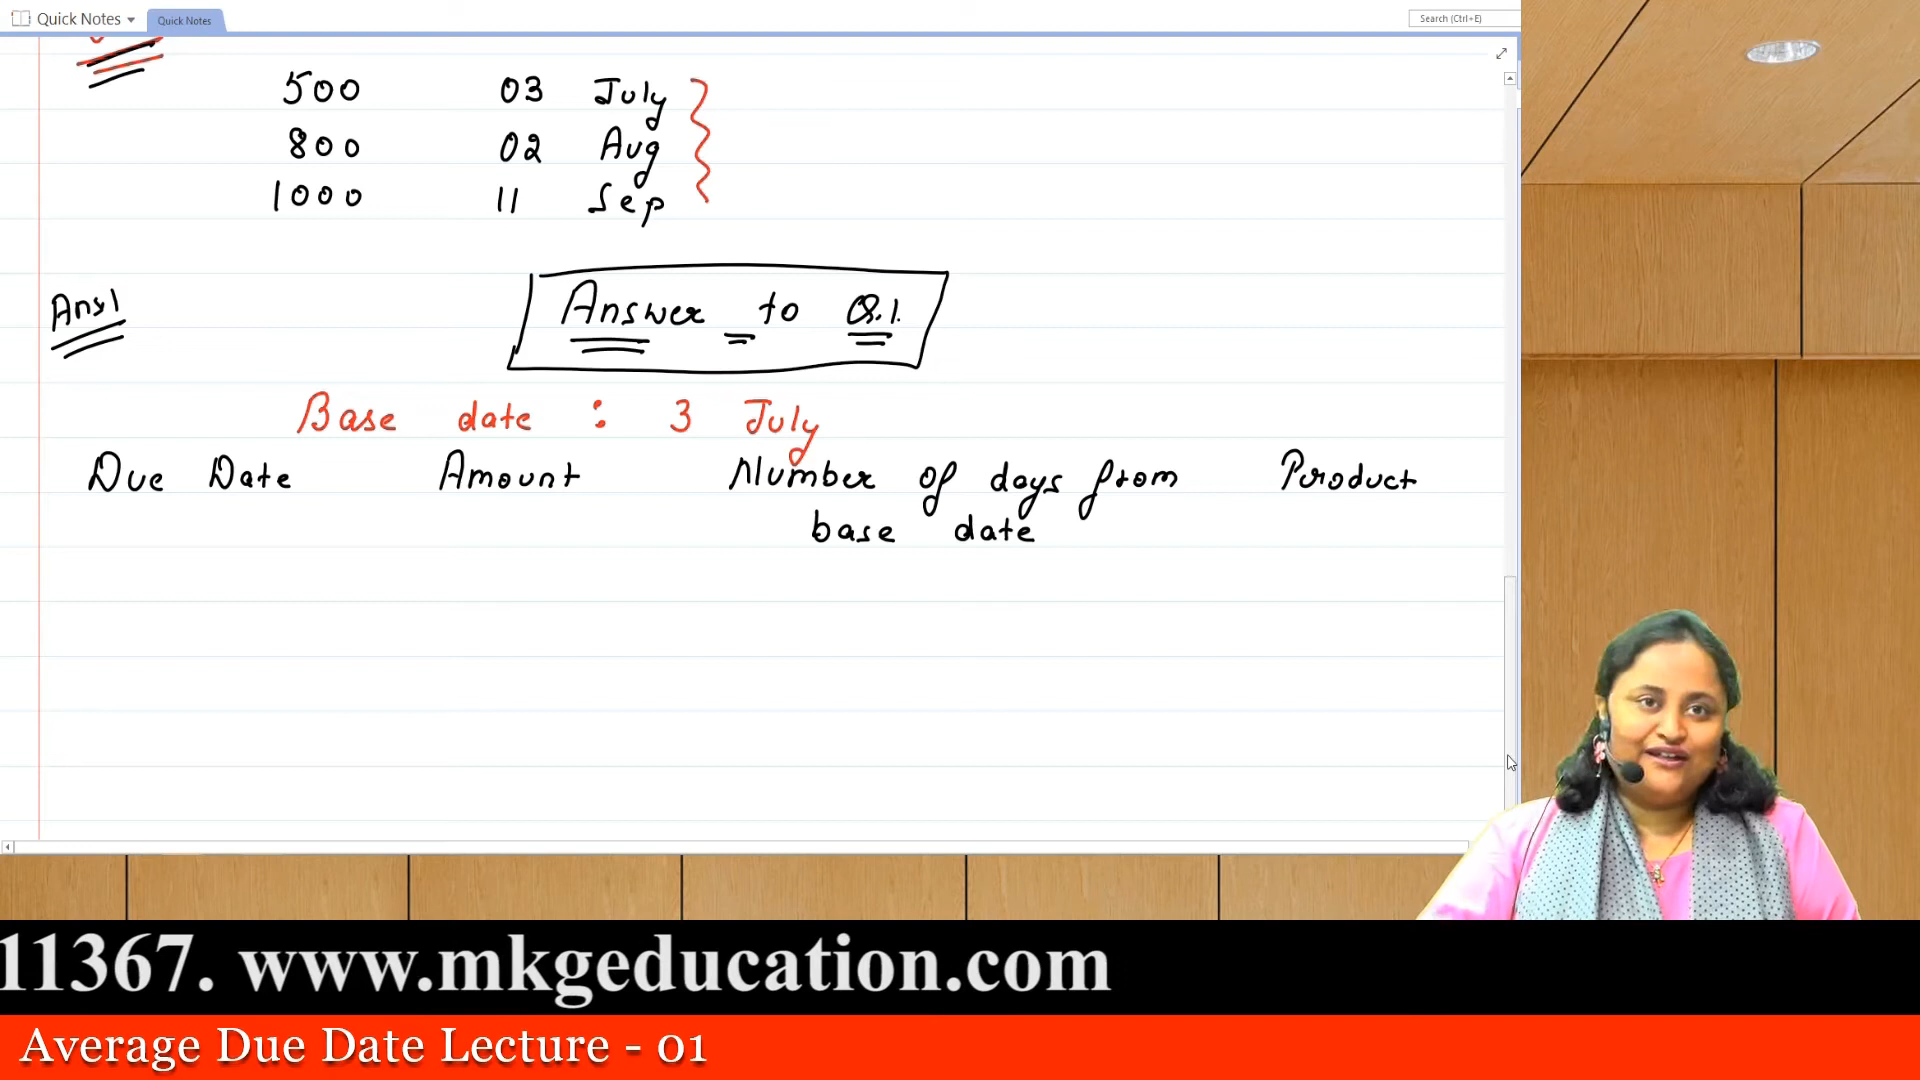 Quick Notes
Quick Notes
Search (Ctrl+E)
500 03 July
800 02 Aug
1000 11 Sep
Ans1
Answer to Q.1.
Base date : 3 July
Due Date Amount Number of days from Product
base date
11367. www.mkgeducation.com
Average Due Date Lecture - 01